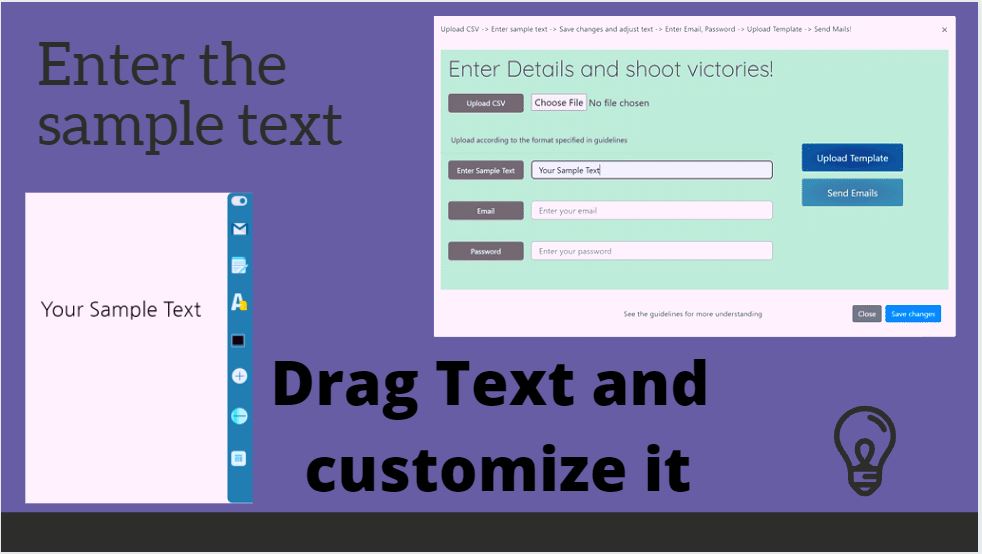 Enter the
sample text
Upload CSV -> Enter sample text -> Save changes and adjust text -> Enter Email, Password -> Upload Template -> Send Mails!
×
Enter Details and shoot victories!
Upload CSV
Choose File No file chosen
Upload according to the format specified in guidelines
Enter Sample Text
Your Sample Text
Email
Enter your email
Password
Enter your password
Upload Template
Send Emails
See the guidelines for more understanding
Close
Save changes
Your Sample Text
A
Drag Text and
customize it